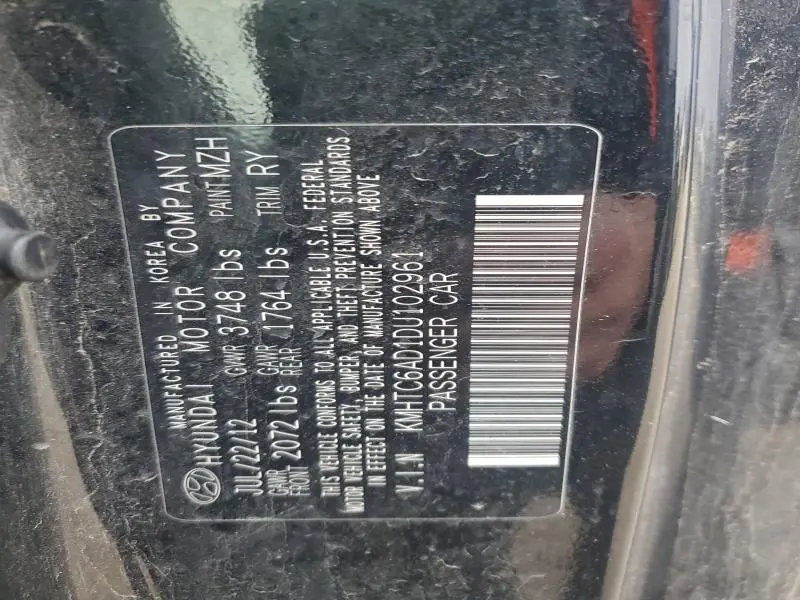 MANUFACTURED IN KOREA BY
HYUNDAI MOTOR COMPANY
JUL/22/12 GVWR 3748 lbs PAINT MZH
GAWR FRONT 2072 lbs GAWR REAR 1764 lbs TRIM RY
THIS VEHICLE CONFORMS TO ALL APPLICABLE U.S.A. FEDERAL
MOTOR VEHICLE SAFETY, BUMPER, AND THEFT PREVENTION STANDARDS
IN EFFECT ON THE DATE OF MANUFACTURE SHOWN ABOVE
V.I.N KMHTC6AD1DU102961
PASSENGER CAR